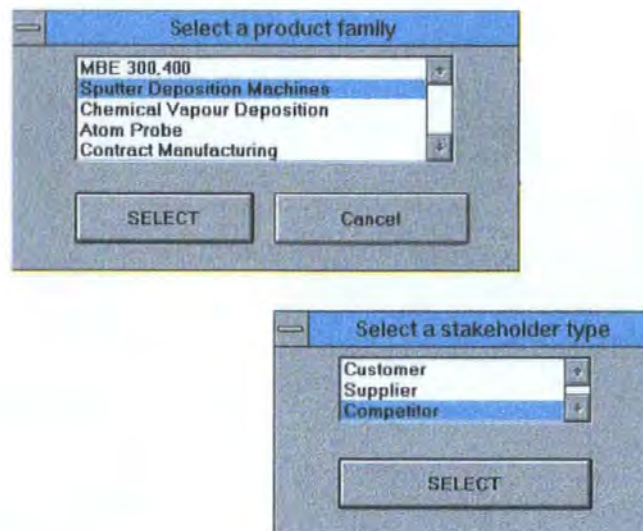 Select a product family
MBE 300,400
Sputter Deposition Machines
Chemical Vapour Deposition
Atom Probe
Contract Manufacturing
SELECT
Cancel
Select a stakeholder type
Customer
Supplier
Competitor
SELECT